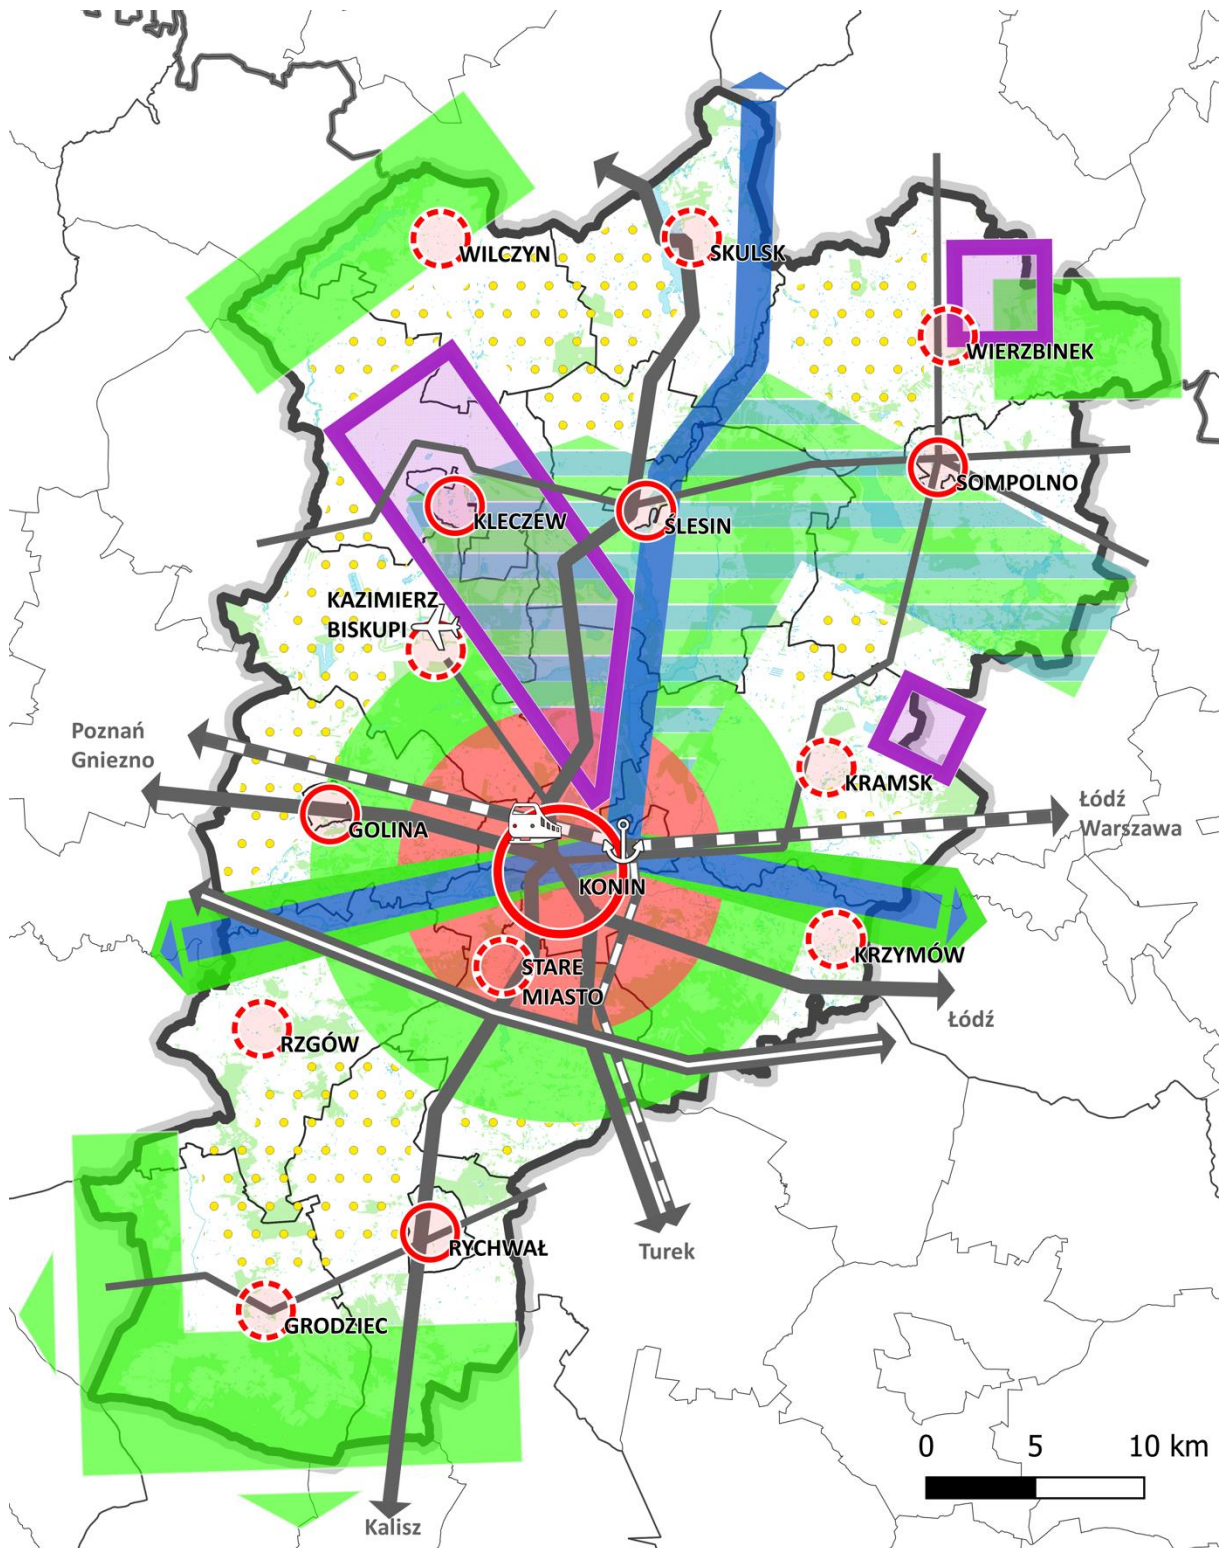 WILCZYN
SKULSK
WIERZBINEK
SOMPOLNO
KLECZEW
ŚLESIN
KAZIMIERZ
BISKUPI
Poznań
Gniezno
KRAMSK
Łódź
Warszawa
GOLINA
KONIN
KRZYMÓW
STARE
MIASTO
Łódź
RZGÓW
RYCHWAŁ
Turek
GRODZIEC
0 5 10 km
Kalisz